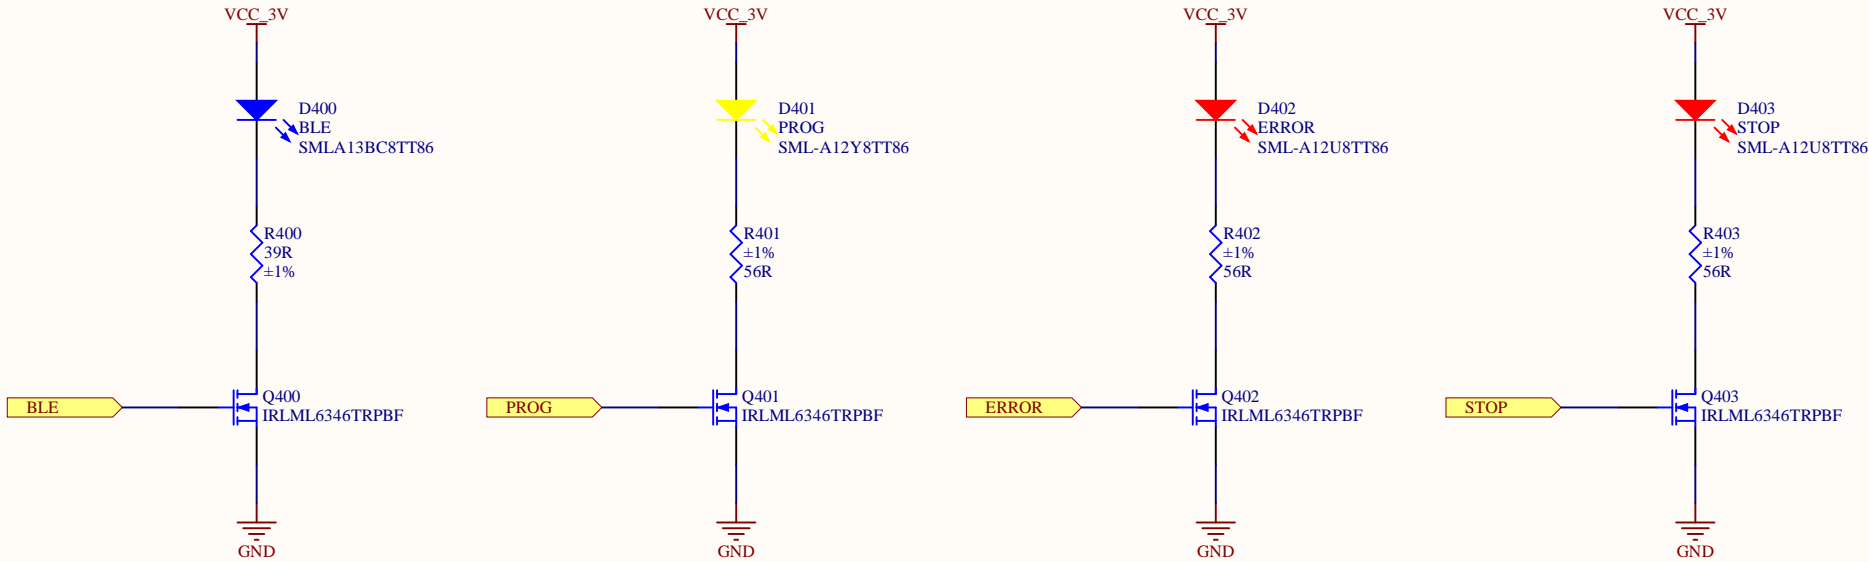 VCC_3V
D400
BLE
SMLA13BC8TT86
R400
39R
±1%
BLE
Q400
IRLML6346TRPBF
GND
VCC_3V
D401
PROG
SML-A12Y8TT86
R401
±1%
56R
PROG
Q401
IRLML6346TRPBF
GND
VCC_3V
D402
ERROR
SML-A12U8TT86
R402
±1%
56R
ERROR
Q402
IRLML6346TRPBF
GND
VCC_3V
D403
STOP
SML-A12U8TT86
R403
±1%
56R
STOP
Q403
IRLML6346TRPBF
GND